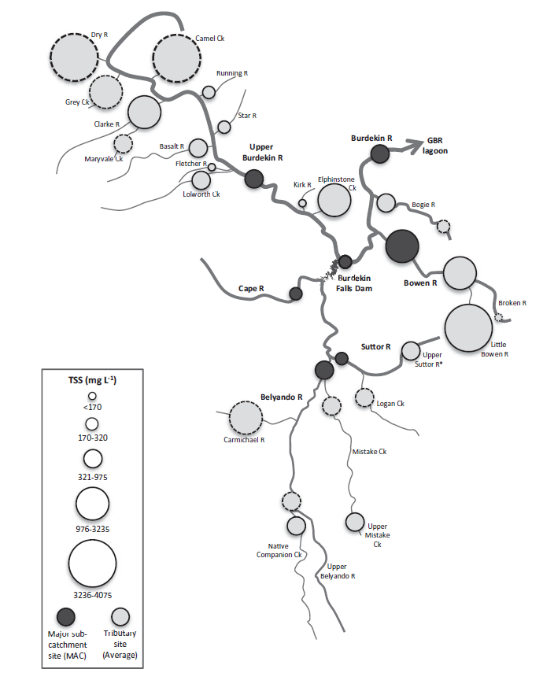 Dry R
Camel Ck
Running R
Grey Ck
Star R
Clarke R
Burdekin R
GBR
lagoon
Basalt R
Upper
Burdekin R
Maryvale Ck
Fletcher R
Kirk R
Elphinstone
Ck
Lolworth Ck
Bogie R
Burdekin
Falls Dam
Bowen R
Cape R
Broken R
Suttor R
Little
Bowen R
Upper
Suttor R*
TSS (mg L-1)
<170
170-320
321-975
976-3235
3236-4075
Major sub-
catchment
site (MAC)
Tributary
site
(Average)
Belyando R
Logan Ck
Carmichael R
Mistake Ck
Upper
Mistake
Ck
Native
Companion Ck
Upper
Belyando R